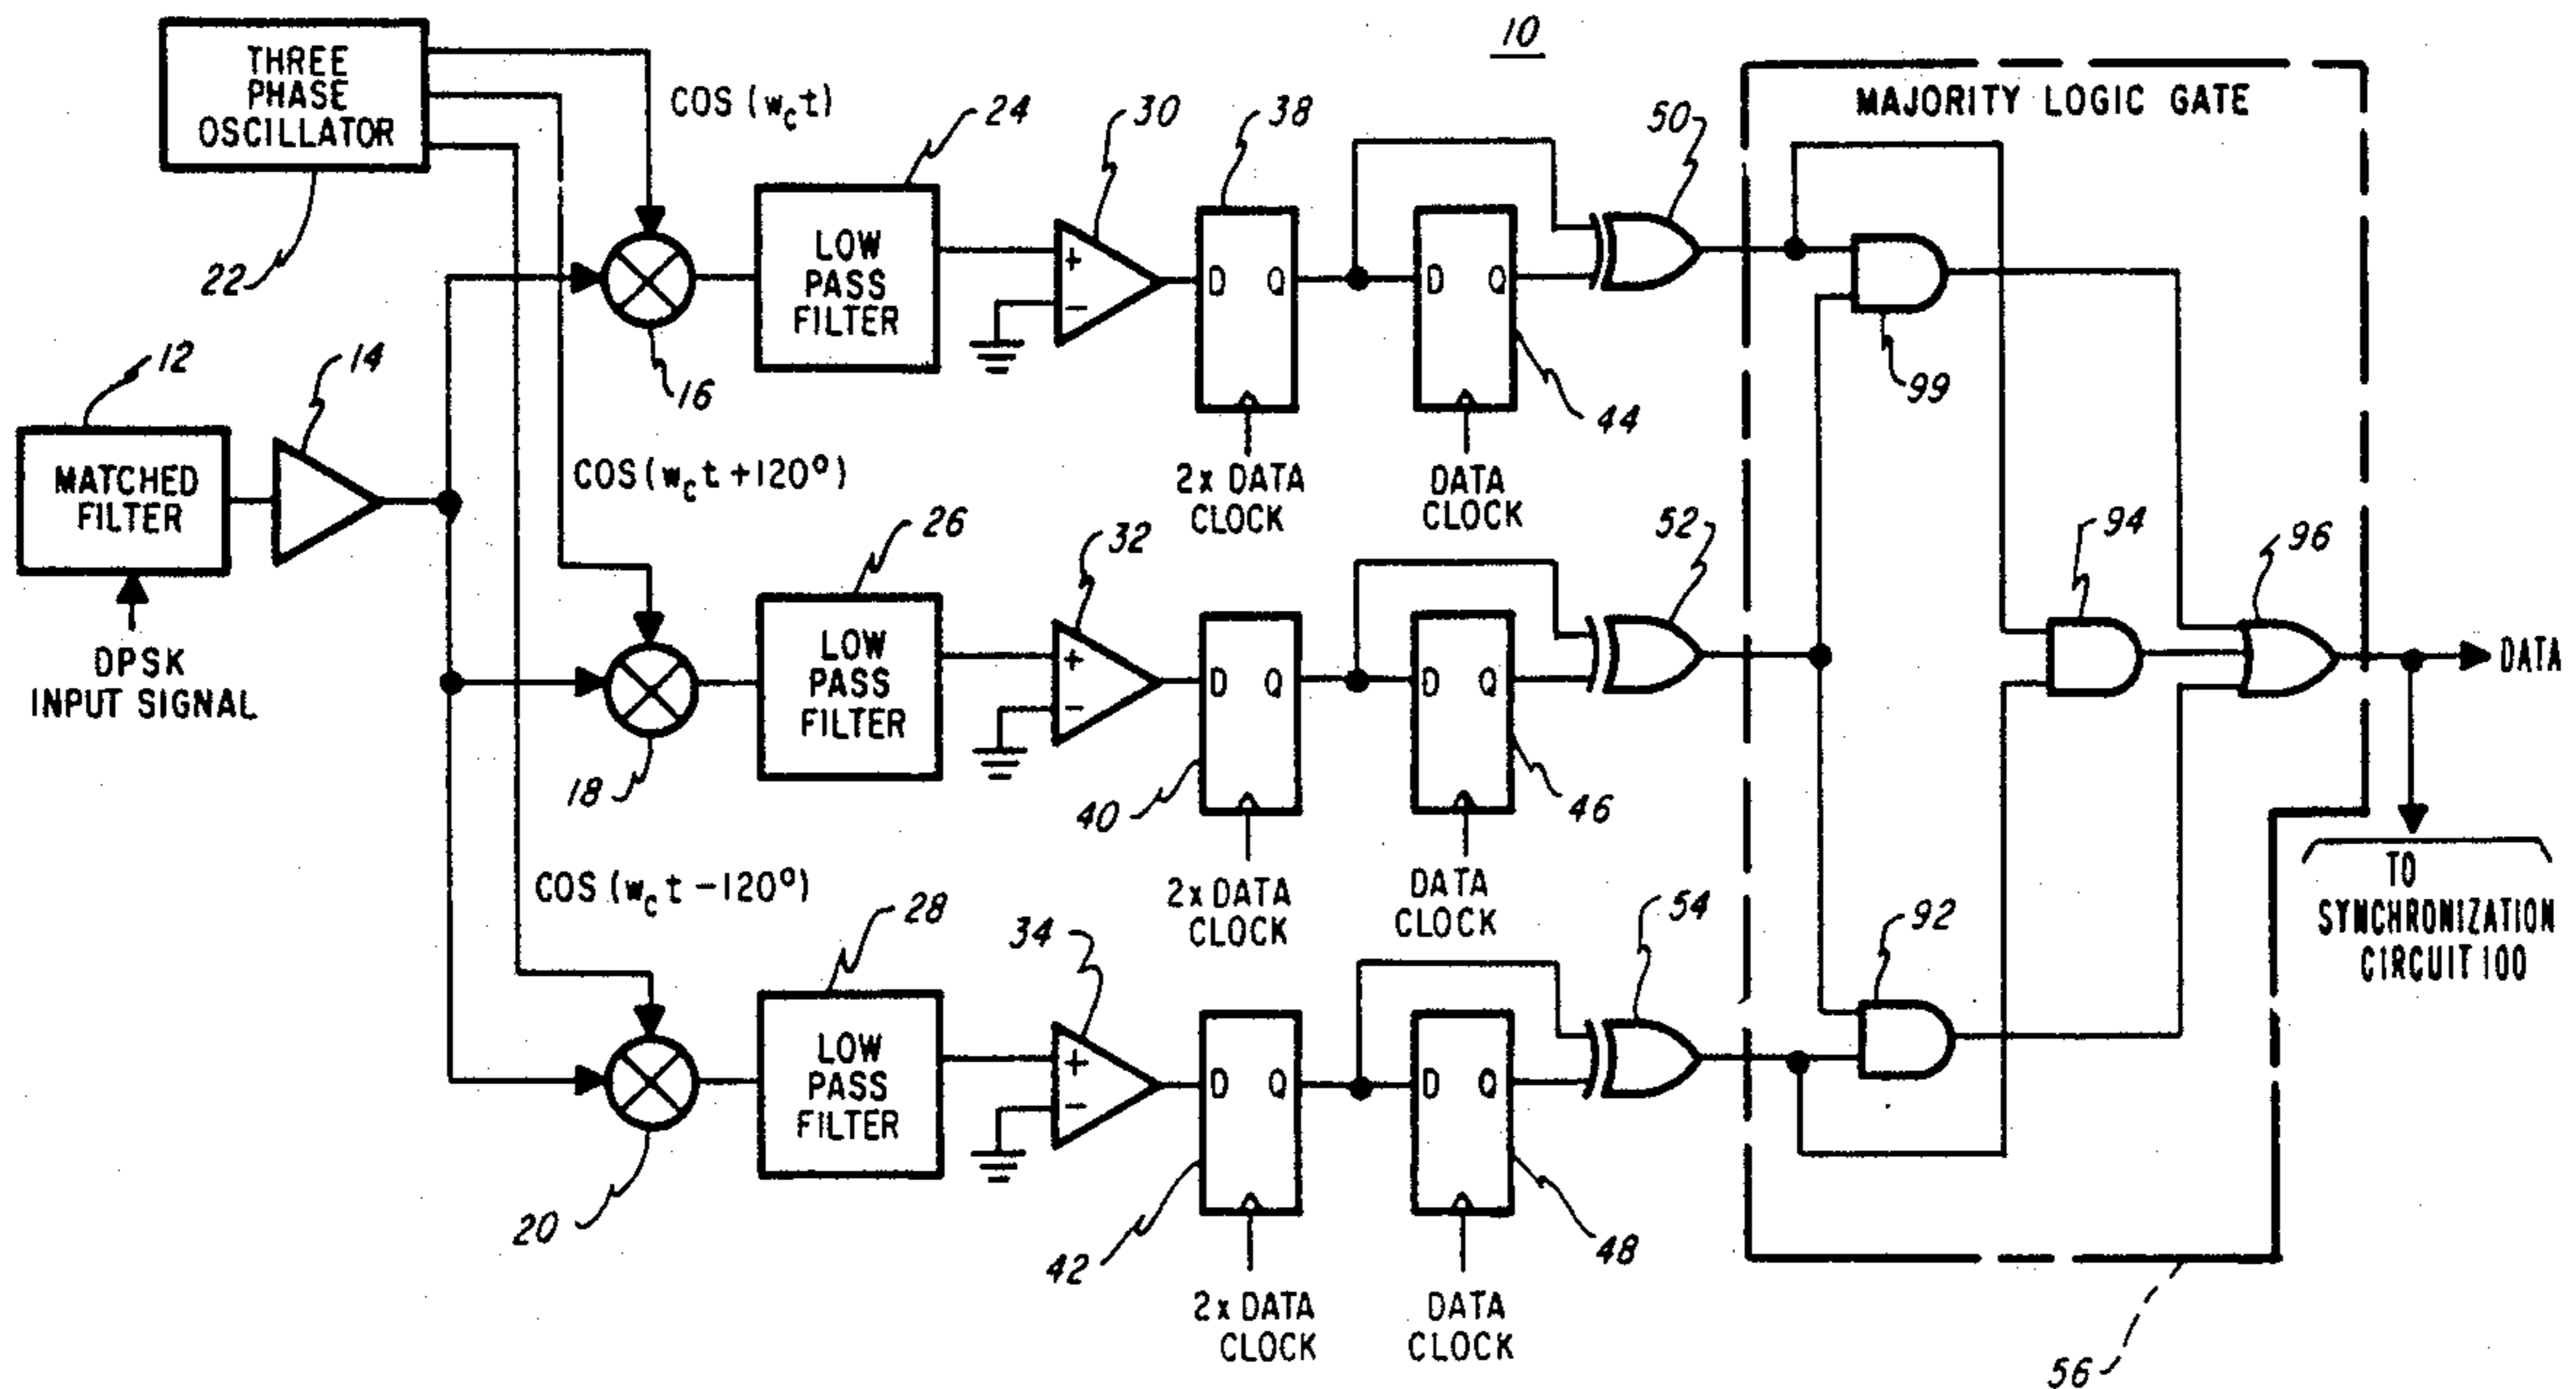 10
THREE
PHASE
OSCILLATOR
22
COS (w_c t)
24
30
38
50
MAJORITY LOGIC GATE
LOW
PASS
FILTER
+
−
D Q
D Q
16
99
44
12
14
MATCHED
FILTER
DPSK
INPUT SIGNAL
2x DATA
CLOCK
DATA
CLOCK
COS(w_c t +120°)
26
32
52
94
96
LOW
PASS
FILTER
+
−
D Q
D Q
18
40
46
DATA
2x DATA
CLOCK
DATA
CLOCK
TO
SYNCHRONIZATION
CIRCUIT 100
COS(w_c t −120°)
28
34
54
92
LOW
PASS
FILTER
+
−
D Q
D Q
20
42
48
2x DATA
CLOCK
DATA
CLOCK
56